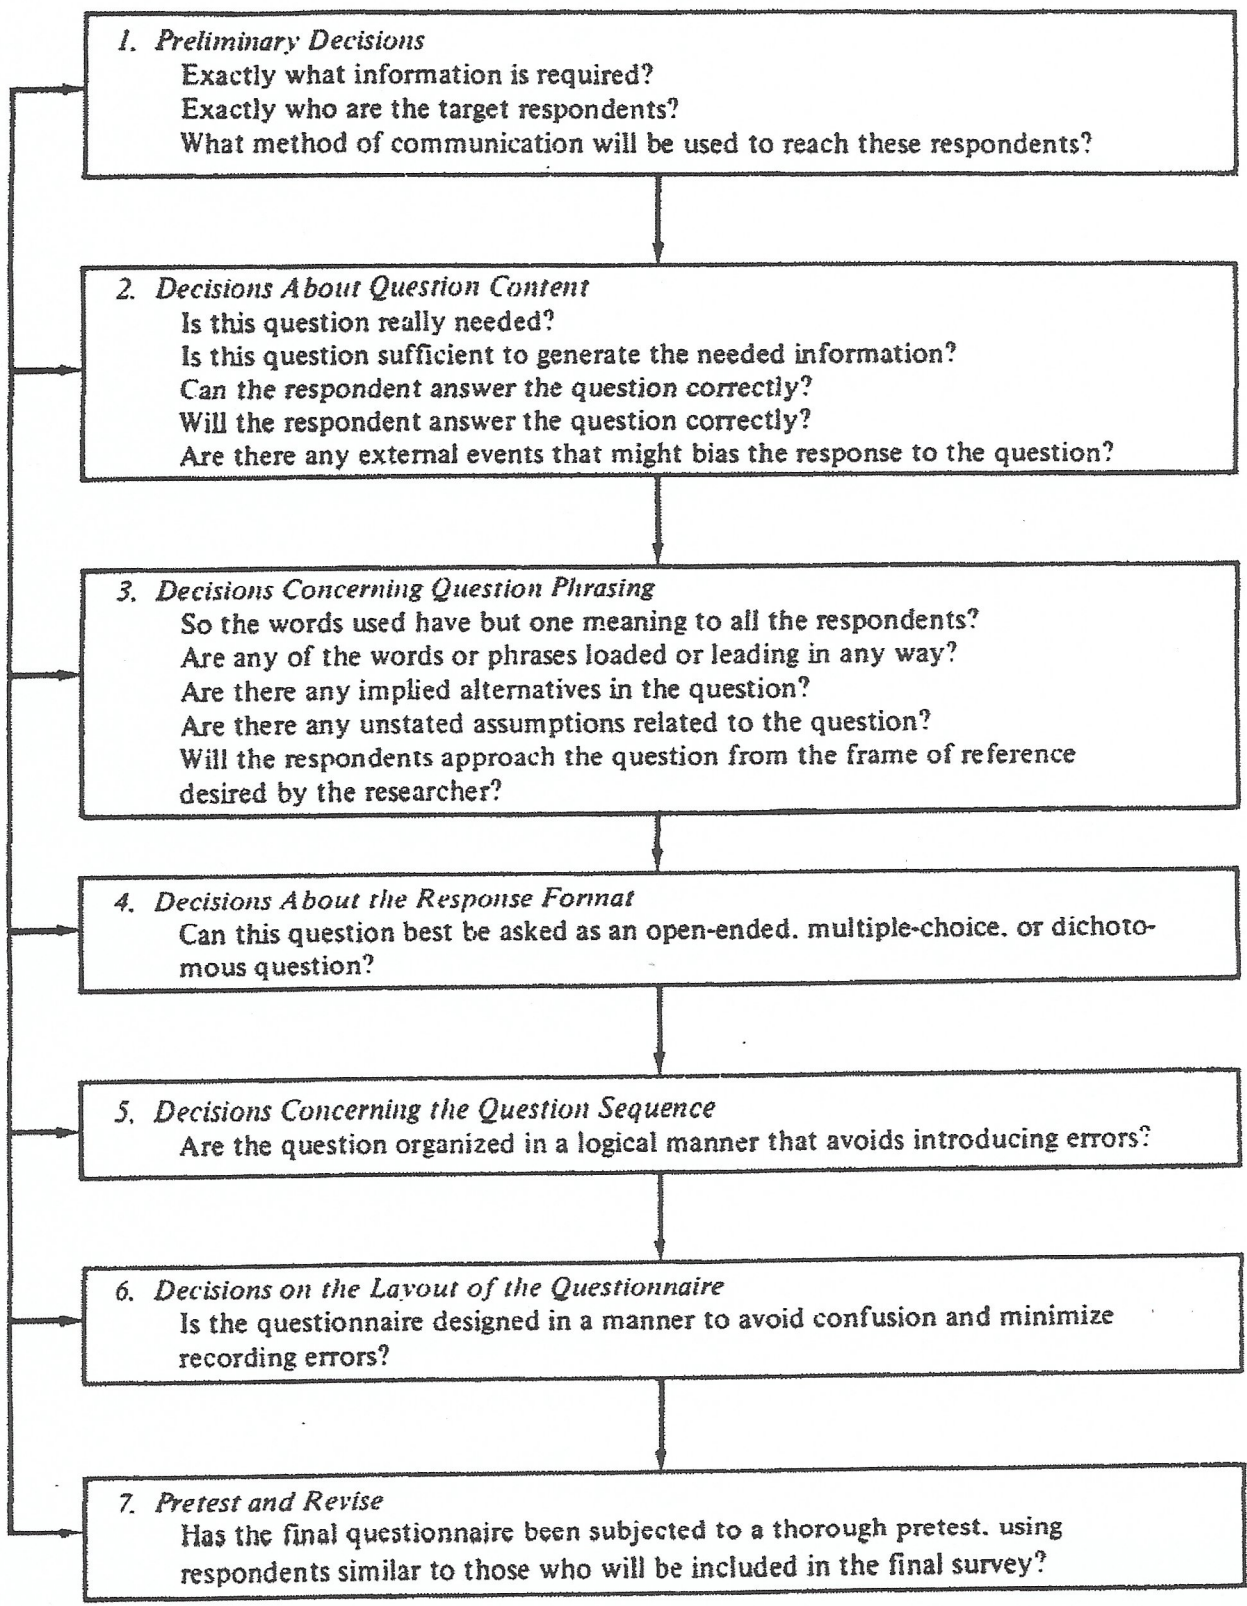 1. Preliminary Decisions
Exactly what information is required?
Exactly who are the target respondents?
What method of communication will be used to reach these respondents?
2. Decisions About Question Content
Is this question really needed?
Is this question sufficient to generate the needed information?
Can the respondent answer the question correctly?
Will the respondent answer the question correctly?
Are there any external events that might bias the response to the question?
3. Decisions Concerning Question Phrasing
So the words used have but one meaning to all the respondents?
Are any of the words or phrases loaded or leading in any way?
Are there any implied alternatives in the question?
Are there any unstated assumptions related to the question?
Will the respondents approach the question from the frame of reference
desired by the researcher?
4. Decisions About the Response Format
Can this question best be asked as an open-ended. multiple-choice. or dichoto-
mous question?
5. Decisions Concerning the Question Sequence
Are the question organized in a logical manner that avoids introducing errors?
6. Decisions on the Layout of the Questionnaire
Is the questionnaire designed in a manner to avoid confusion and minimize
recording errors?
7. Pretest and Revise
Has the final questionnaire been subjected to a thorough pretest. using
respondents similar to those who will be included in the final survey?